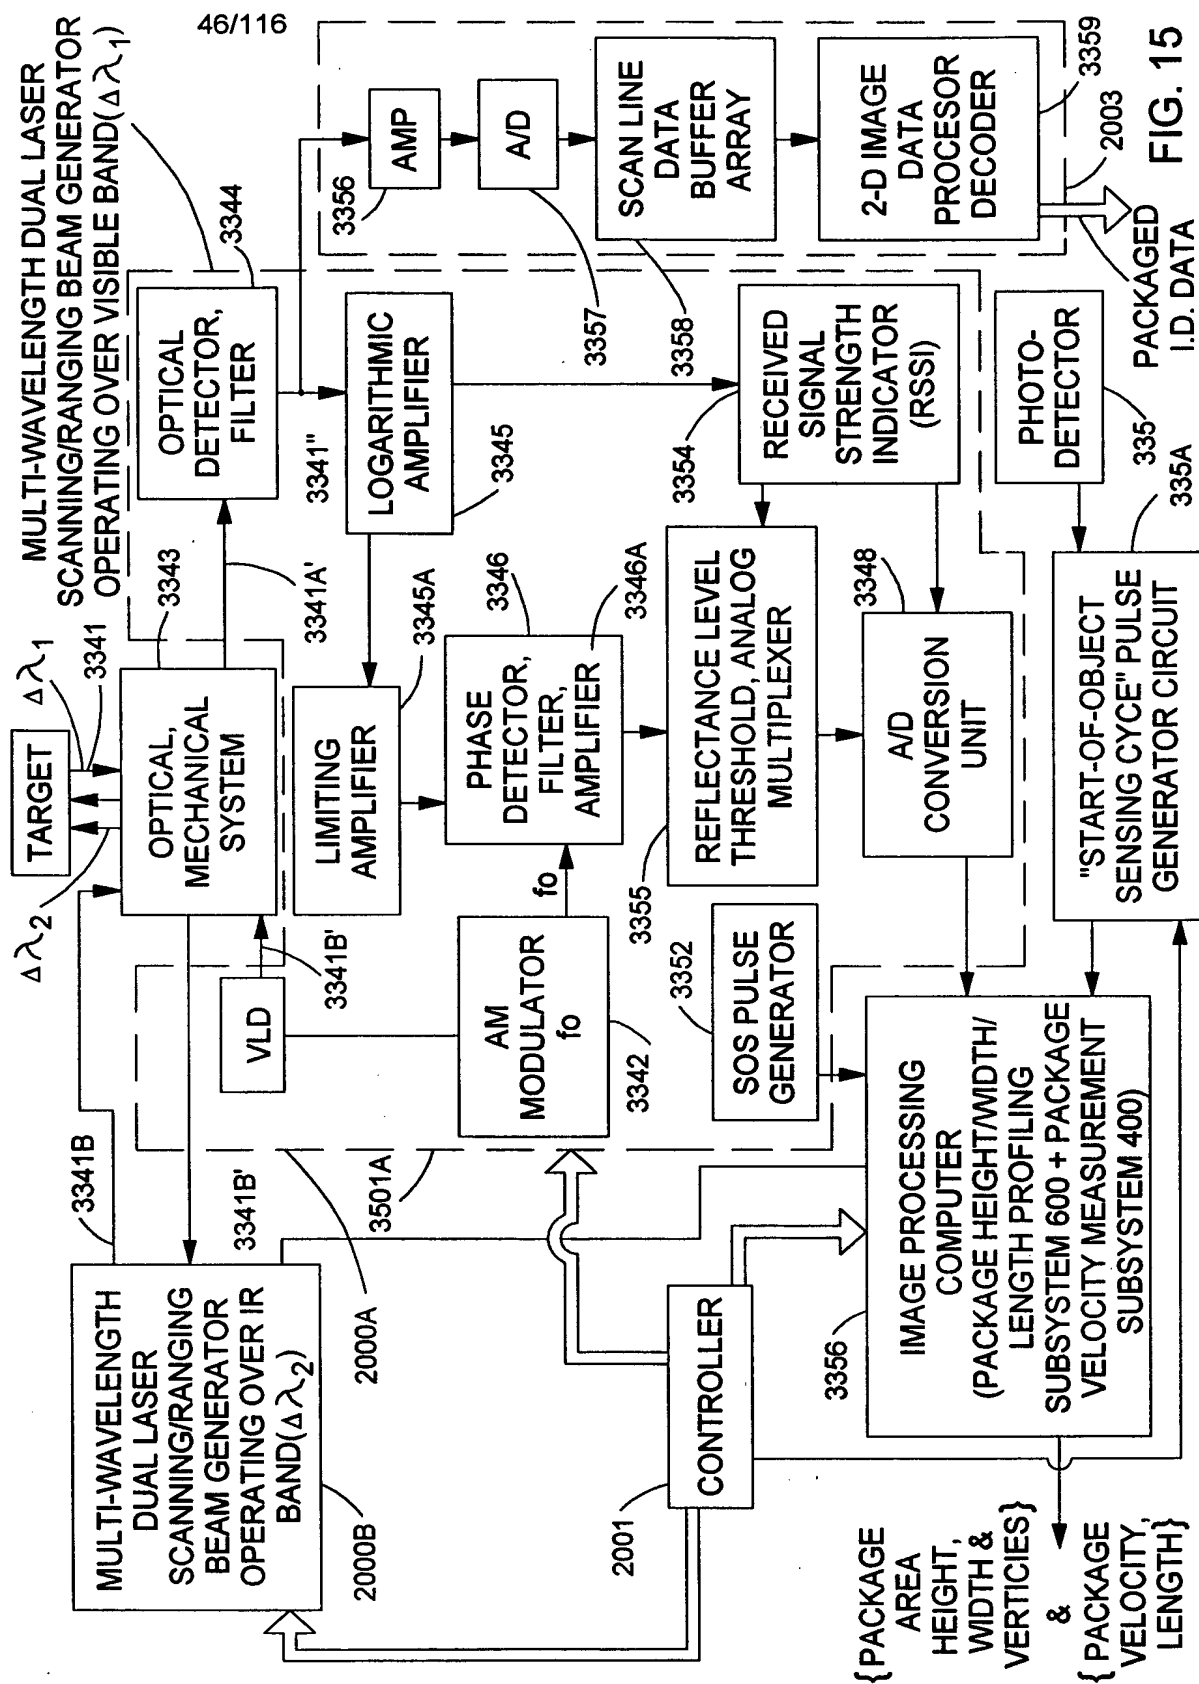 46/116
MULTI-WAVELENGTH DUAL LASER
SCANNING/RANGING BEAM GENERATOR
OPERATING OVER VISIBLE BAND(Δλ1)
Δλ2
TARGET
Δλ1
3341
3343
OPTICAL,
MECHANICAL
SYSTEM
3341A'
3344
OPTICAL
DETECTOR,
FILTER
3341B
MULTI-WAVELENGTH
DUAL LASER
SCANNING/RANGING
BEAM GENERATOR
OPERATING OVER IR
BAND(Δλ2)
2000B
3341B'
2000A
3501A
VLD
3341B'
3341"
LOGARITHMIC
AMPLIFIER
3345
LIMITING
AMPLIFIER
3345A
AM
MODULATOR
fo
3342
fo
PHASE
DETECTOR,
FILTER,
AMPLIFIER
3346
3346A
3356
AMP
A/D
3357
SCAN LINE
DATA
BUFFER
ARRAY
3358
2-D IMAGE
DATA
PROCESOR
DECODER
3359
2003
PACKAGED
I.D. DATA
3354
RECEIVED
SIGNAL
STRENGTH
INDICATOR
(RSSI)
3355
REFLECTANCE LEVEL
THRESHOLD, ANALOG
MULTIPLEXER
3352
SOS PULSE
GENERATOR
3348
A/D
CONVERSION
UNIT
PHOTO-
DETECTOR
335
335A
"START-OF-OBJECT
SENSING CYCE" PULSE
GENERATOR CIRCUIT
2001
CONTROLLER
3356
IMAGE PROCESSING
COMPUTER
(PACKAGE HEIGHT/WIDTH/
LENGTH PROFILING
SUBSYSTEM 600 + PACKAGE
VELOCITY MEASUREMENT
SUBSYSTEM 400)
{PACKAGE
AREA
HEIGHT,
WIDTH &
VERTICIES}
&
{PACKAGE
VELOCITY,
LENGTH}
FIG. 15